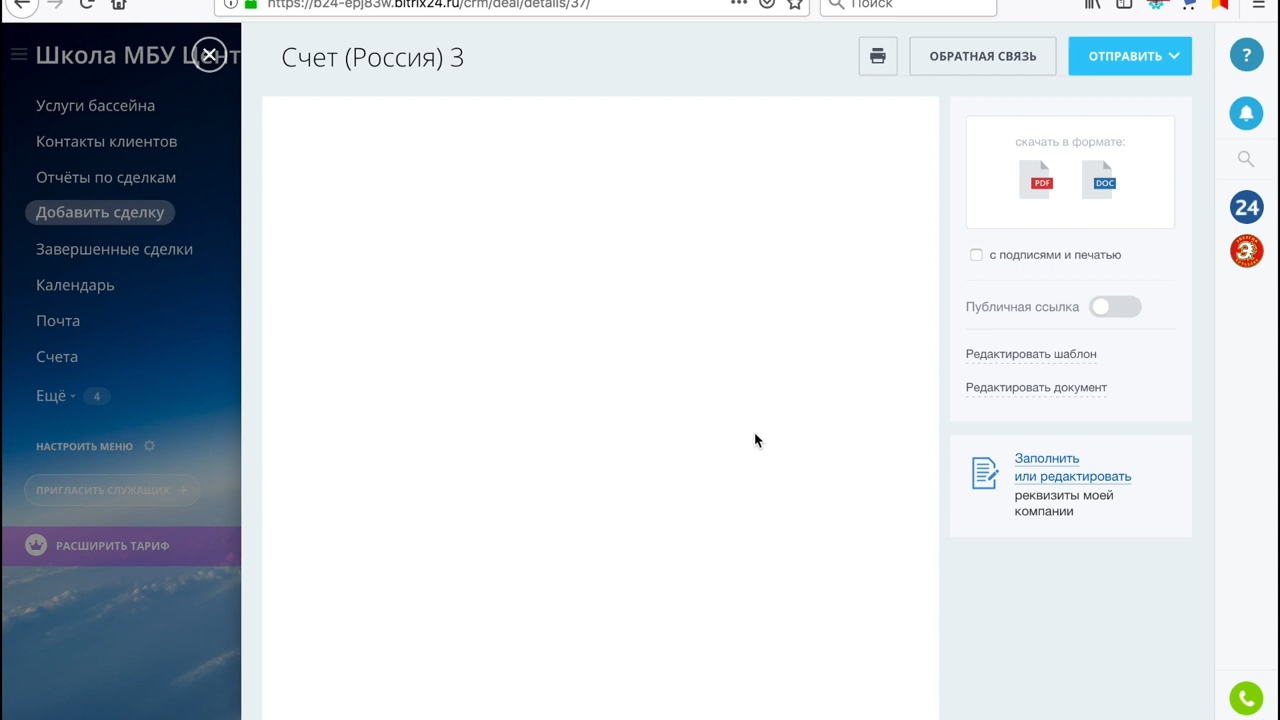 https://b24-epj83w.bitrix24.ru/crm/deal/details/37/
Поиск
Школа МБУ Цент
Услуги бассейна
Контакты клиентов
Отчёты по сделкам
Добавить сделку
Завершенные сделки
Календарь
Почта
Счета
Ещё 4
НАСТРОИТЬ МЕНЮ
ПРИГЛАСИТЬ СЛУЖАЩИХ +
РАСШИРИТЬ ТАРИФ
Счет (Россия) 3
ОБРАТНАЯ СВЯЗЬ
ОТПРАВИТЬ
скачать в формате:
PDF
DOC
с подписями и печатью
Публичная ссылка
Редактировать шаблон
Редактировать документ
Заполнить
или редактировать
реквизиты моей
компании
?
24